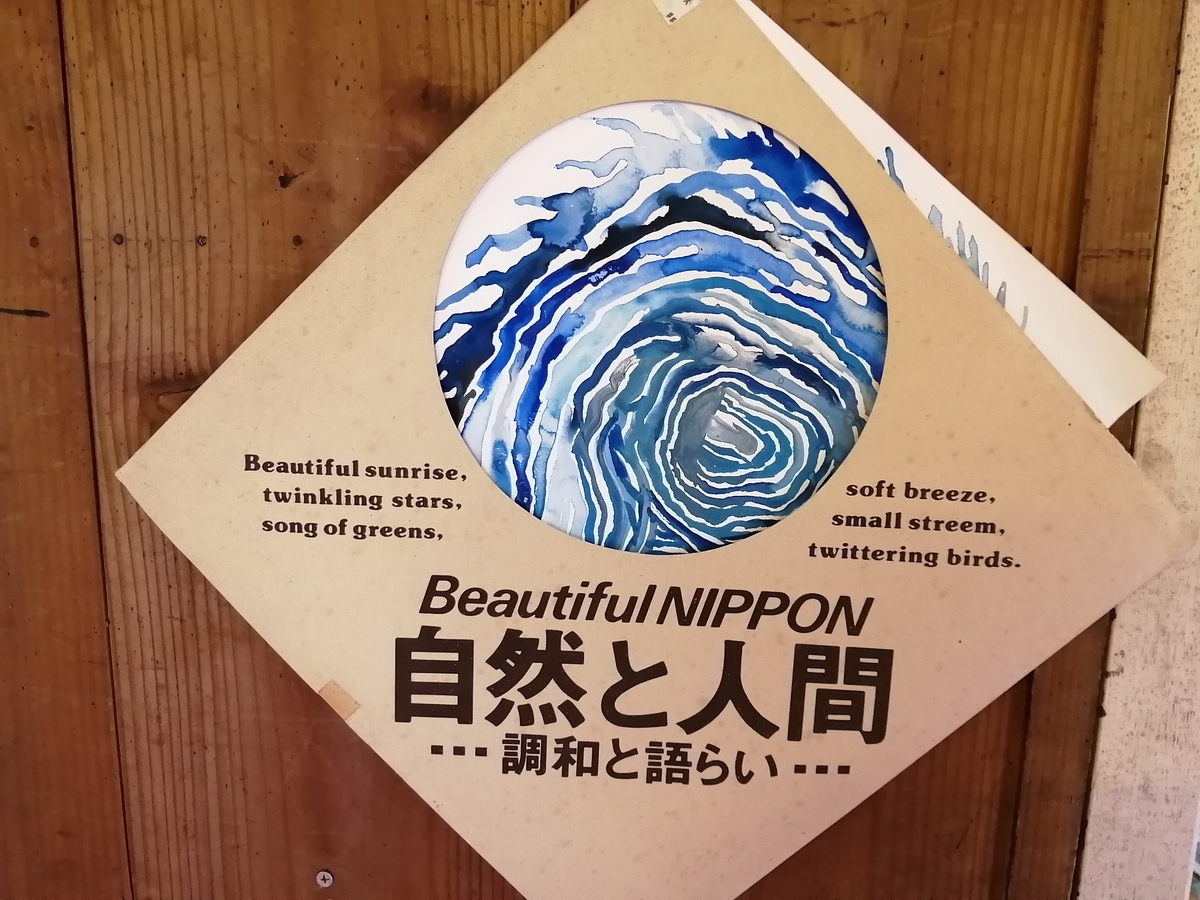 Beautiful sunrise,
twinkling stars,
song of greens,
soft breeze,
small streem,
twittering birds.
Beautiful NIPPON
自然と人間
▪▪▪調和と語らい▪▪▪